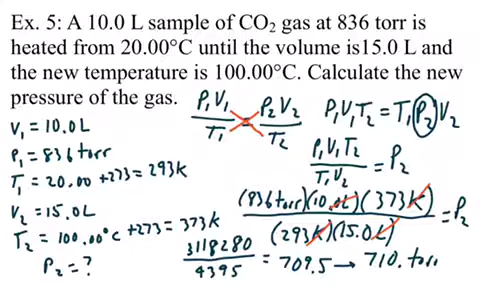 Ex. 5: A 10.0 L sample of CO₂ gas at 836 torr is
heated from 20.00°C until the volume is15.0 L and
the new temperature is 100.00°C. Calculate the new
pressure of the gas.
P₁V₁/T₁ = P₂V₂/T₂
P₁V₁T₂ = T₁P₂V₂
V₁ = 10.0L
P₁ = 836 torr
T₁ = 20.00 +273 = 293K
V₂ = 15.0L
T₂ = 100.00°C +273 = 373K
P₂ = ?
P₁V₁T₂/T₁V₂ = P₂
(836 torr)(10.0L)(373K)/(293K)(15.0L) = P₂
3118280/4395 = 709.5 → 710. torr